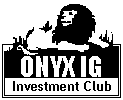 ONYX IG
Investment Club